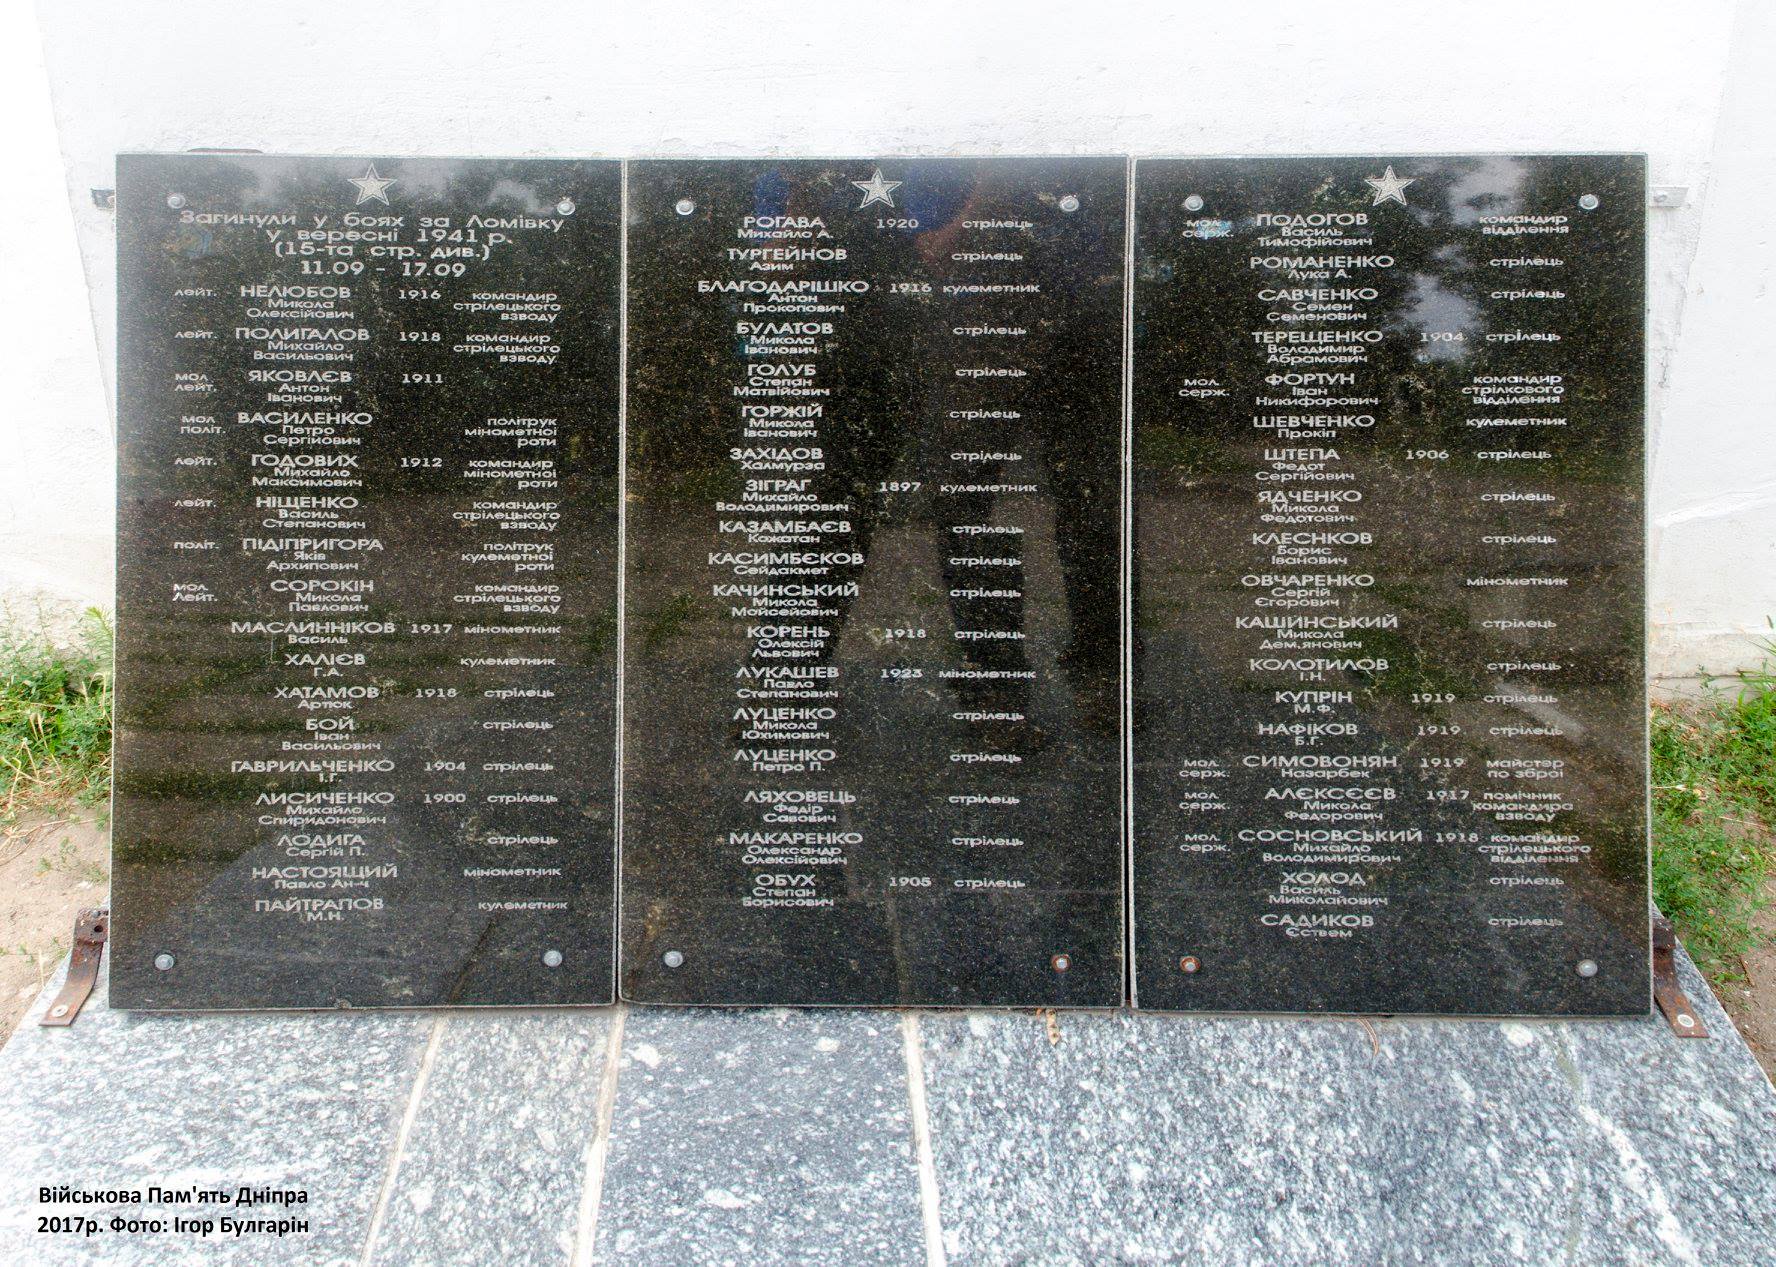 Загинули у боях за Ломівку
у вересні 1941 р.
(15-та стр. див.)
11.09 - 17.09
лейт. НЕЛЮБОВ 1916 командир
Микола стрілецького
Олексійович взводу
лейт. ПОЛИГАЛОВ 1918 командир
Михайло стрілецького
Васильович взводу
мол. ЯКОВЛЄВ 1911
лейт. Антон
Іванович
мол. ВАСИЛЕНКО політрук
політ. Петро мінометної
Сергійович роти
лейт. ГОДОВИХ 1912 командир
Михайло мінометної
Максимович роти
лейт. НІЩЕНКО командир
Василь стрілецького
Степанович взводу
політ. ПІДІПРИГОРА політрук
Яків кулеметної
Архипович роти
мол. СОРОКІН командир
Лейт. Микола стрілецького
Павлович взводу
МАСЛИННІКОВ 1917 мінометник
Василь
ХАЛІЄВ кулеметник
Г.А.
ХАТАМОВ 1918 стрілець
Артюк
БОЙ стрілець
Іван
Васильович
ГАВРИЛЬЧЕНКО 1904 стрілець
І.Г.
ЛИСИЧЕНКО 1900 стрілець
Михайло
Спиридонович
ЛОДИГА стрілець
Сергій П.
НАСТОЯЩИЙ мінометник
Павло Ан-ч
ПАЙТРАПОВ кулеметник
М.Н.
РОГАВА 1920 стрілець
Михайло А.
ТУРГЕЙНОВ стрілець
Азим
БЛАГОДАРІШКО 1916 кулеметник
Антон
Прокопович
БУЛАТОВ стрілець
Микола
Іванович
ГОЛУБ стрілець
Степан
Матвійович
ГОРЖІЙ стрілець
Микола
Іванович
ЗАХІДОВ стрілець
Халмурза
ЗІГРАГ 1897 кулеметник
Михайло
Володимирович
КАЗАМБАЄВ стрілець
Кожатан
КАСИМБЄКОВ стрілець
Сейдакмет
КАЧИНСЬКИЙ стрілець
Микола
Мойсейович
КОРЕНЬ 1918 стрілець
Олексій
Львович
ЛУКАШЕВ 1923 мінометник
Павло
Степанович
ЛУЦЕНКО стрілець
Микола
Юхимович
ЛУЦЕНКО стрілець
Петро П.
ЛЯХОВЕЦЬ стрілець
Федір
Савович
МАКАРЕНКО стрілець
Олександр
Олексійович
ОБУХ 1905 стрілець
Степан
Борисович
мол. ПОДОГОВ командир
серж. Василь відділення
Тимофійович
РОМАНЕНКО стрілець
Лука А.
САВЧЕНКО стрілець
Семен
Семенович
ТЕРЕЩЕНКО 1904 стрілець
Володимир
Абрамович
мол. ФОРТУН командир
серж. Іван стрілкового
Никифорович відділення
ШЕВЧЕНКО кулеметник
Прокіп
ШТЕПА 1906 стрілець
Федот
Сергійович
ЯДЧЕНКО стрілець
Микола
Федотович
КЛЕСНКОВ стрілець
Борис
Іванович
ОВЧАРЕНКО мінометник
Сергій
Єгорович
КАШИНСЬКИЙ стрілець
Микола
Дем,янович
КОЛОТИЛОВ стрілець
І.Н.
КУПРІН 1919 стрілець
М.Ф.
НАФІКОВ 1919 стрілець
Б.Г.
мол. СИМОВОНЯН 1919 майстер
серж. Назарбек по зброї
мол. АЛЄКСЄЄВ 1917 помічник
серж. Микола командира
Федорович взводу
мол. СОСНОВСЬКИЙ 1918 командир
серж. Михайло стрілецького
Володимирович відділення
ХОЛОД стрілець
Василь
Миколайович
САДИКОВ стрілець
Єствем
Військова Пам'ять Дніпра
2017р. Фото: Ігор Булгарін